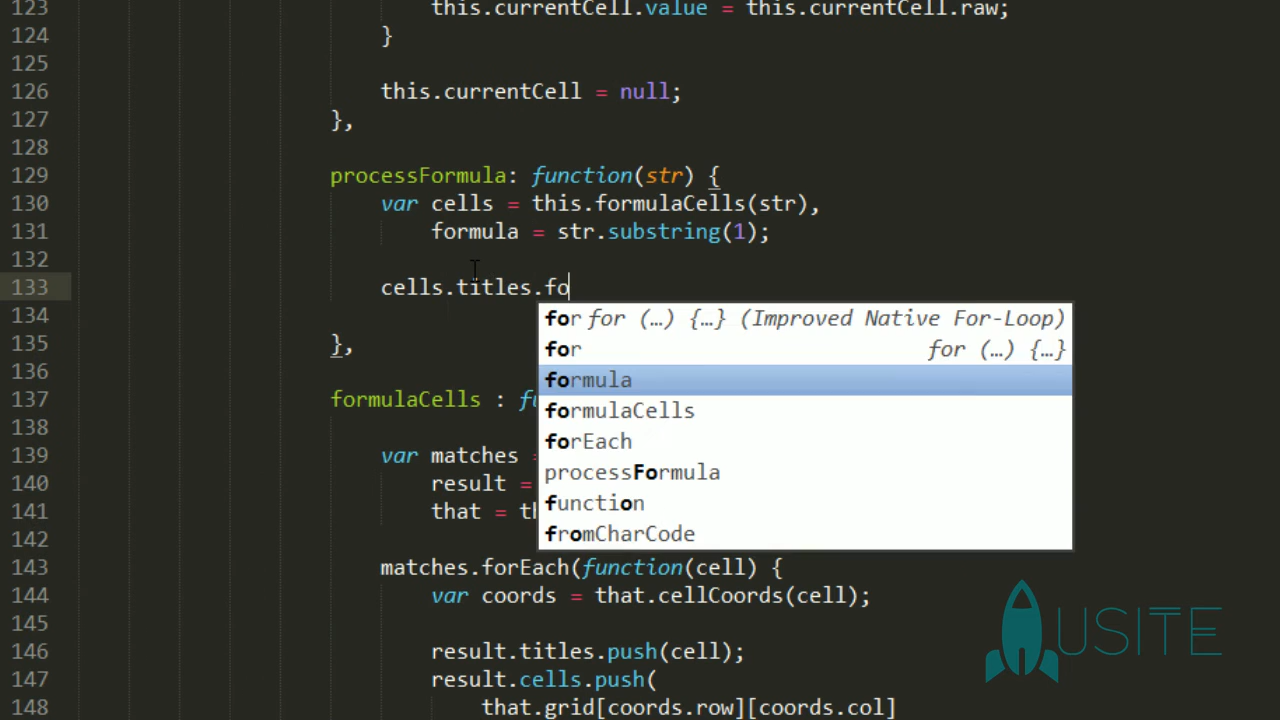 123 this.currentCell.value = this.currentCell.raw;
124 }
125
126 this.currentCell = null;
127 },
128
129 processFormula: function(str) {
130 var cells = this.formulaCells(str),
131 formula = str.substring(1);
132
133 cells.titles.fo
134 for for (…) {…} (Improved Native For-Loop)
for for (…) {…}
135 },
formula
136
137 formulaCells : fu
formulaCells
138
forEach
139 var matches =
processFormula
140 result =
function
141 that = th
fromCharCode
142
143 matches.forEach(function(cell) {
144 var coords = that.cellCoords(cell);
145
146 result.titles.push(cell);
147 result.cells.push(
148 that.grid[coords.row][coords.col]
USITE